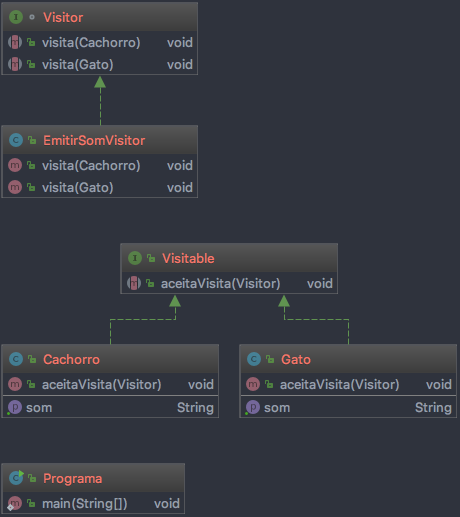 Visitor
visita(Cachorro) void
visita(Gato) void
EmitirSomVisitor
visita(Cachorro) void
visita(Gato) void
Visitable
aceitaVisita(Visitor) void
Cachorro
aceitaVisita(Visitor) void
som String
Gato
aceitaVisita(Visitor) void
som String
Programa
main(String[]) void